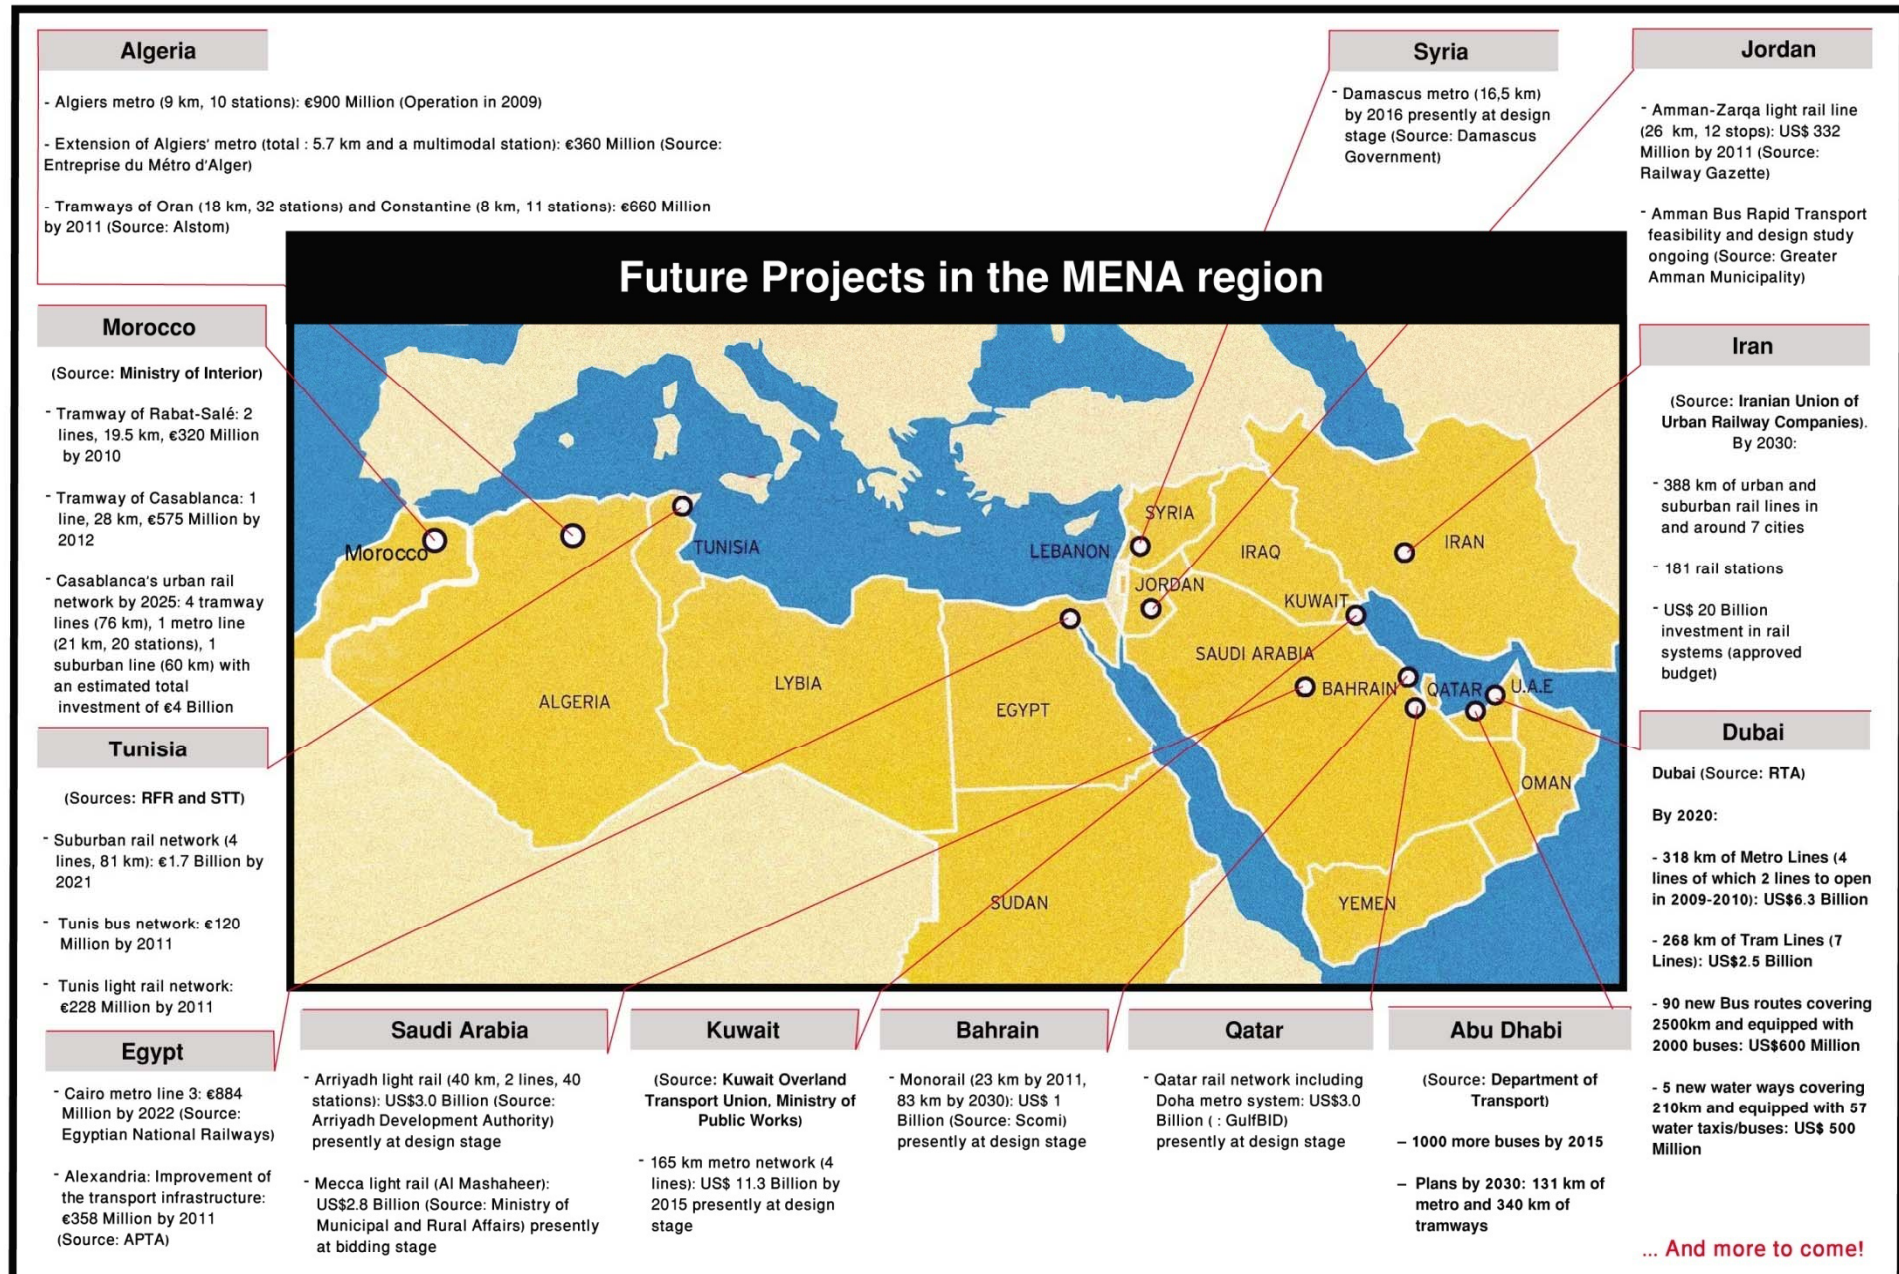 Algeria
- Algiers metro (9 km, 10 stations): €900 Million (Operation in 2009)
- Extension of Algiers' metro (total : 5.7 km and a multimodal station): €360 Million (Source:
Entreprise du Métro d'Alger)
- Tramways of Oran (18 km, 32 stations) and Constantine (8 km, 11 stations): €660 Million
by 2011 (Source: Alstom)
Syria
- Damascus metro (16,5 km)
by 2016 presently at design
stage (Source: Damascus
Government)
Jordan
- Amman-Zarqa light rail line
(26 km, 12 stops): US$ 332
Million by 2011 (Source:
Railway Gazette)
- Amman Bus Rapid Transport
feasibility and design study
ongoing (Source: Greater
Amman Municipality)
Future Projects in the MENA region
Morocco
(Source: Ministry of Interior)
- Tramway of Rabat-Salé: 2
lines, 19.5 km, €320 Million
by 2010
- Tramway of Casablanca: 1
line, 28 km, €575 Million by
2012
- Casablanca's urban rail
network by 2025: 4 tramway
lines (76 km), 1 metro line
(21 km, 20 stations), 1
suburban line (60 km) with
an estimated total
investment of €4 Billion
Iran
(Source: Iranian Union of
Urban Railway Companies).
By 2030:
- 388 km of urban and
suburban rail lines in
and around 7 cities
- 181 rail stations
- US$ 20 Billion
investment in rail
systems (approved
budget)
SYRIA
Morocco
TUNISIA
LEBANON
IRAQ
IRAN
JORDAN
KUWAIT
SAUDI ARABIA
LYBIA
BAHRAIN
QATAR
U.A.E
ALGERIA
EGYPT
OMAN
SUDAN
YEMEN
Tunisia
(Sources: RFR and STT)
- Suburban rail network (4
lines, 81 km): €1.7 Billion by
2021
- Tunis bus network: €120
Million by 2011
- Tunis light rail network:
€228 Million by 2011
Dubai
Dubai (Source: RTA)
By 2020:
- 318 km of Metro Lines (4
lines of which 2 lines to open
in 2009-2010): US$6.3 Billion
- 268 km of Tram Lines (7
Lines): US$2.5 Billion
- 90 new Bus routes covering
2500km and equipped with
2000 buses: US$600 Million
- 5 new water ways covering
210km and equipped with 57
water taxis/buses: US$ 500
Million
Egypt
- Cairo metro line 3: €884
Million by 2022 (Source:
Egyptian National Railways)
- Alexandria: Improvement of
the transport infrastructure:
€358 Million by 2011
(Source: APTA)
Saudi Arabia
- Arriyadh light rail (40 km, 2 lines, 40
stations): US$3.0 Billion (Source:
Arriyadh Development Authority)
presently at design stage
- Mecca light rail (Al Mashaheer):
US$2.8 Billion (Source: Ministry of
Municipal and Rural Affairs) presently
at bidding stage
Kuwait
(Source: Kuwait Overland
Transport Union, Ministry of
Public Works)
- 165 km metro network (4
lines): US$ 11.3 Billion by
2015 presently at design
stage
Bahrain
- Monorail (23 km by 2011,
83 km by 2030): US$ 1
Billion (Source: Scomi)
presently at design stage
Qatar
- Qatar rail network including
Doha metro system: US$3.0
Billion ( : GulfBID)
presently at design stage
Abu Dhabi
(Source: Department of
Transport)
– 1000 more buses by 2015
– Plans by 2030: 131 km of
metro and 340 km of
tramways
... And more to come!